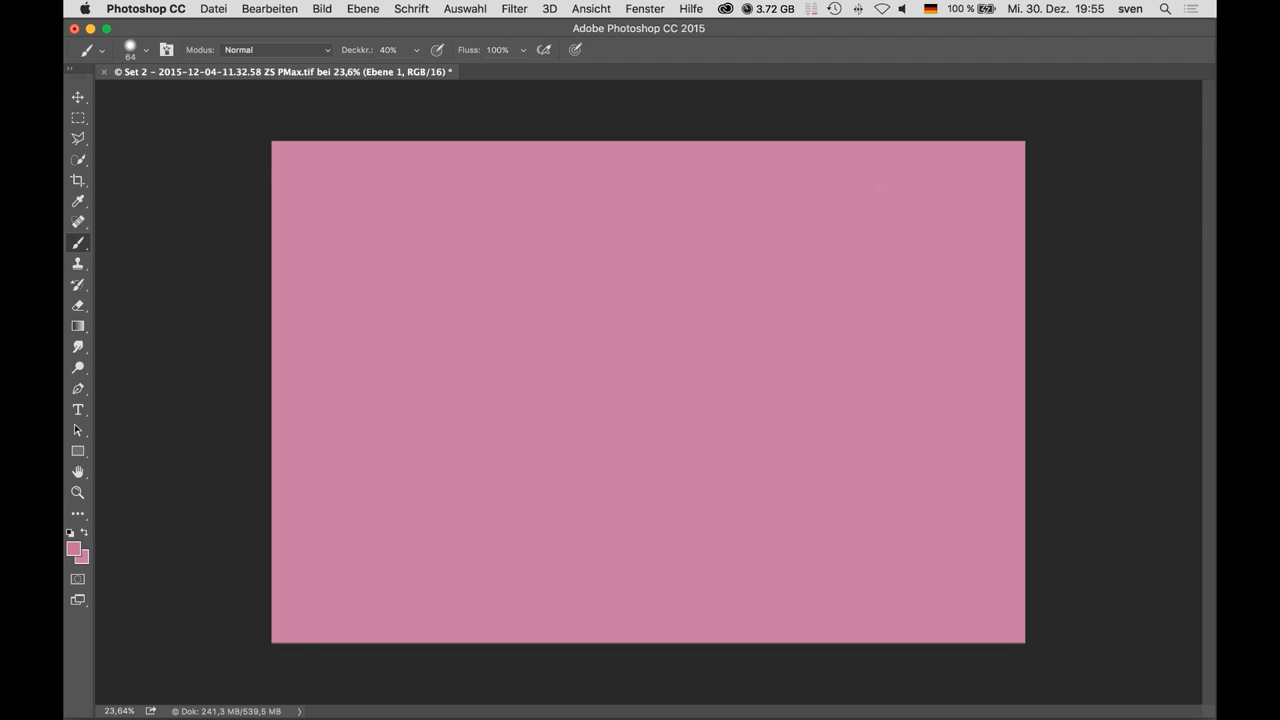 Photoshop CC Datei Bearbeiten Bild Ebene Schrift Auswahl Filter 3D Ansicht Fenster Hilfe 3.72 GB 100 % Mi. 30. Dez. 19:55 sven
Adobe Photoshop CC 2015
64 Modus: Normal Deckkr.: 40% Fluss: 100%
© Set 2 - 2015-12-04-11.32.58 ZS PMax.tif bei 23,6% (Ebene 1, RGB/16) *
T
23,64% © Dok: 241,3 MB/539,5 MB